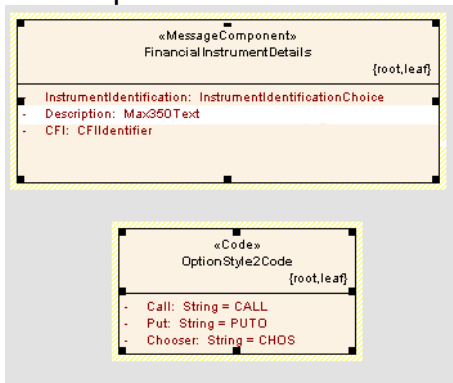 «MessageComponent»
FinancialInstrumentDetails
{root,leaf}
- InstrumentIdentification: InstrumentIdentificationChoice
- Description: Max350Text
- CFI: CFIIdentifier
«Code»
OptionStyle2Code
{root,leaf}
- Call: String = CALL
- Put: String = PUTO
- Chooser: String = CHOS